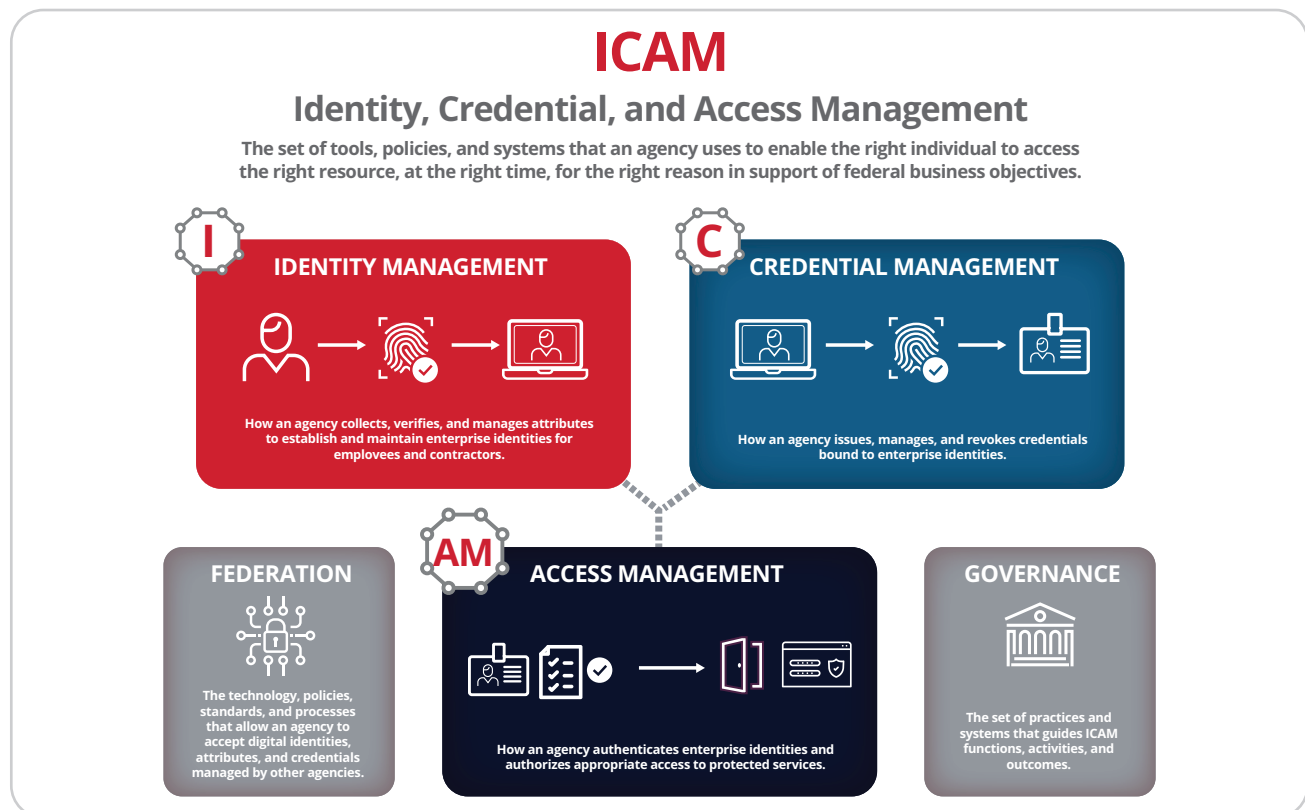 ICAM
Identity, Credential, and Access Management
The set of tools, policies, and systems that an agency uses to enable the right individual to access
the right resource, at the right time, for the right reason in support of federal business objectives.
I
IDENTITY MANAGEMENT
How an agency collects, verifies, and manages attributes
to establish and maintain enterprise identities for
employees and contractors.
C
CREDENTIAL MANAGEMENT
How an agency issues, manages, and revokes credentials
bound to enterprise identities.
FEDERATION
The technology, policies,
standards, and processes
that allow an agency to
accept digital identities,
attributes, and credentials
managed by other agencies.
AM
ACCESS MANAGEMENT
How an agency authenticates enterprise identities and
authorizes appropriate access to protected services.
GOVERNANCE
The set of practices and
systems that guides ICAM
functions, activities, and
outcomes.